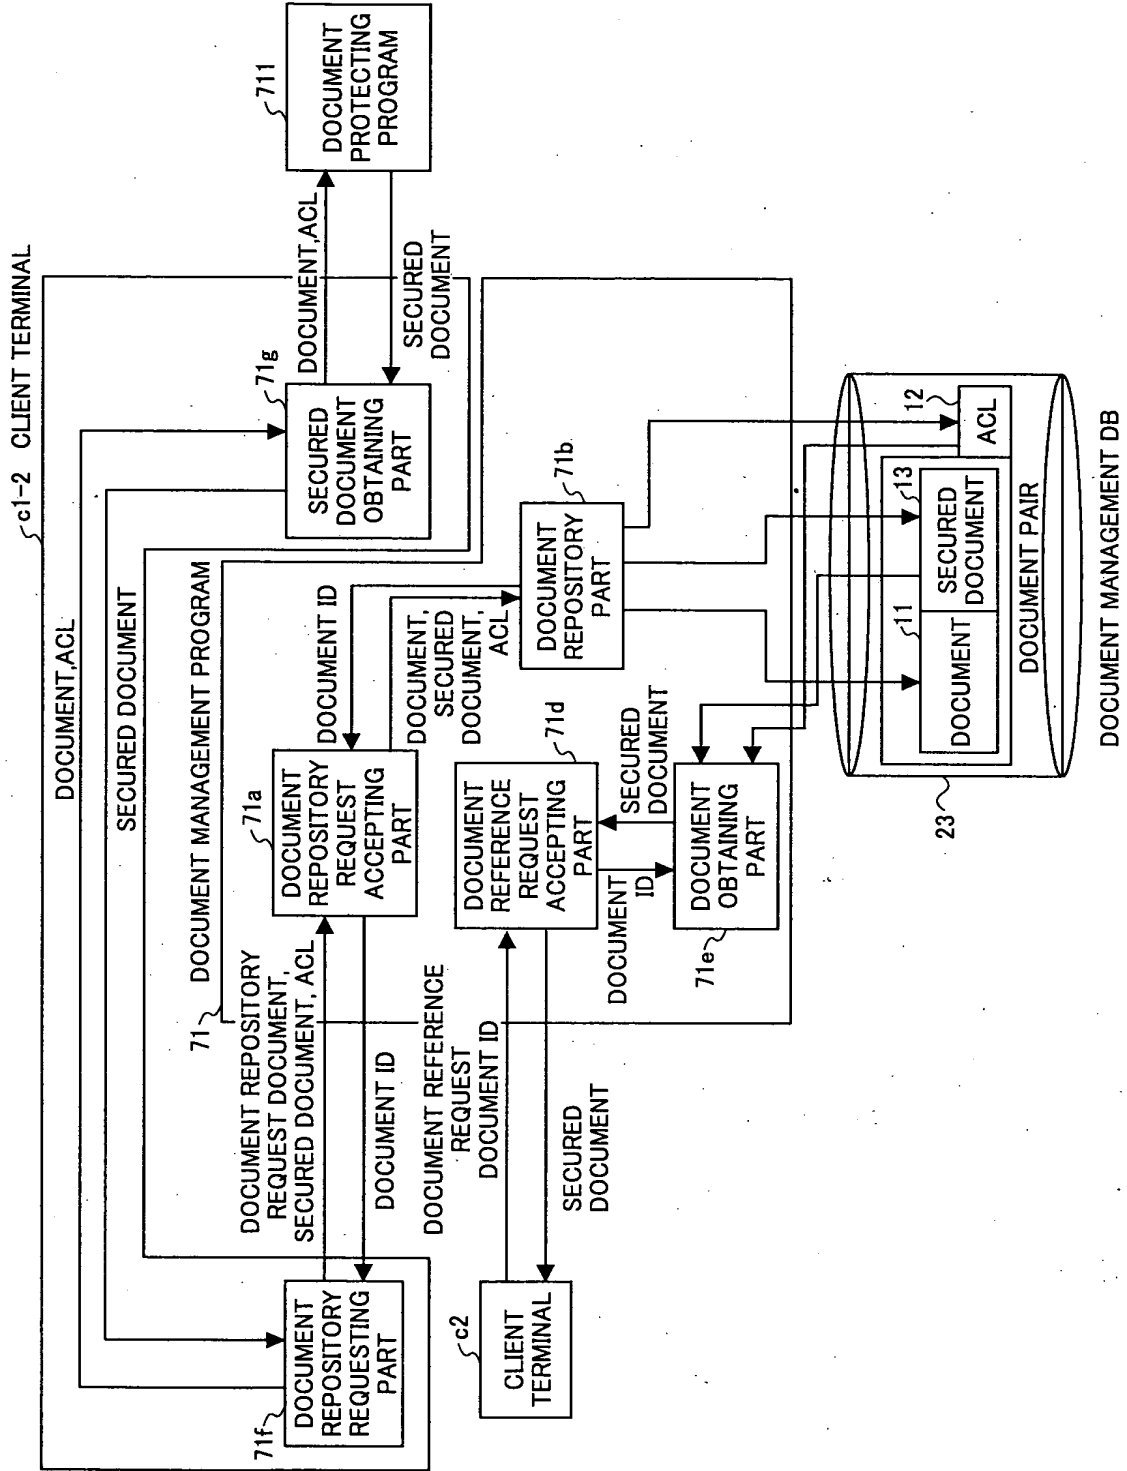 c1-2 CLIENT TERMINAL
DOCUMENT,ACL
SECURED DOCUMENT
71f
DOCUMENT
REPOSITORY
REQUESTING
PART
71g
SECURED
DOCUMENT
OBTAINING
PART
DOCUMENT,ACL
SECURED
DOCUMENT
711
DOCUMENT
PROTECTING
PROGRAM
71
DOCUMENT MANAGEMENT PROGRAM
DOCUMENT REPOSITORY
REQUEST DOCUMENT,
SECURED DOCUMENT, ACL
DOCUMENT ID
71a
DOCUMENT
REPOSITORY
REQUEST
ACCEPTING
PART
DOCUMENT ID
DOCUMENT,
SECURED
DOCUMENT,
ACL
71b
DOCUMENT
REPOSITORY
PART
c2
CLIENT
TERMINAL
DOCUMENT REFERENCE
REQUEST
DOCUMENT ID
SECURED
DOCUMENT
71d
DOCUMENT
REFERENCE
REQUEST
ACCEPTING
PART
DOCUMENT
ID
SECURED
DOCUMENT
71e
DOCUMENT
OBTAINING
PART
23
11
DOCUMENT
13
SECURED
DOCUMENT
12
ACL
DOCUMENT PAIR
DOCUMENT MANAGEMENT DB